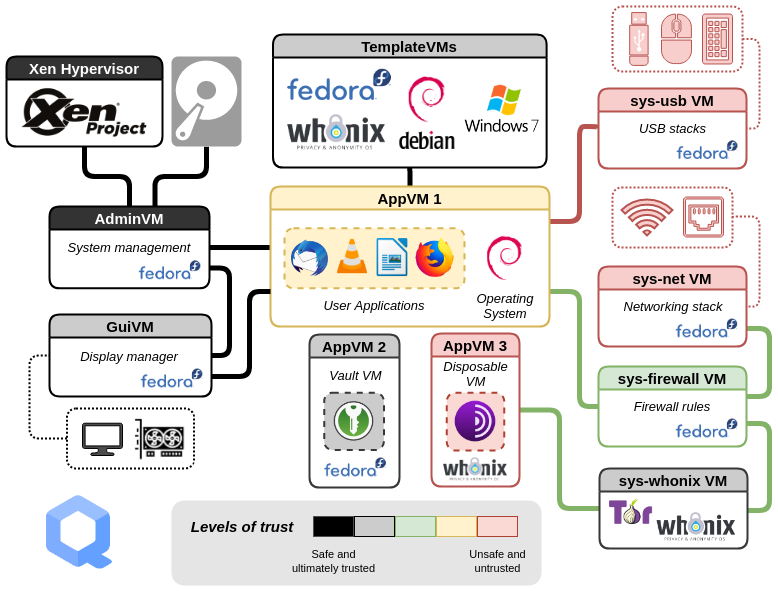 Xen Hypervisor
Xen
Project
TemplateVMs
fedora
debian
Windows 7
whonix
PRIVACY & ANONYMITY OS
sys-usb VM
USB stacks
fedora
AdminVM
System management
fedora
AppVM 1
User Applications
Operating
System
sys-net VM
Networking stack
fedora
GuiVM
Display manager
fedora
AppVM 2
Vault VM
fedora
AppVM 3
Disposable
VM
whonix
PRIVACY & ANONYMITY OS
sys-firewall VM
Firewall rules
fedora
sys-whonix VM
Tor
whonix
PRIVACY & ANONYMITY OS
Levels of trust
Safe and
ultimately trusted
Unsafe and
untrusted